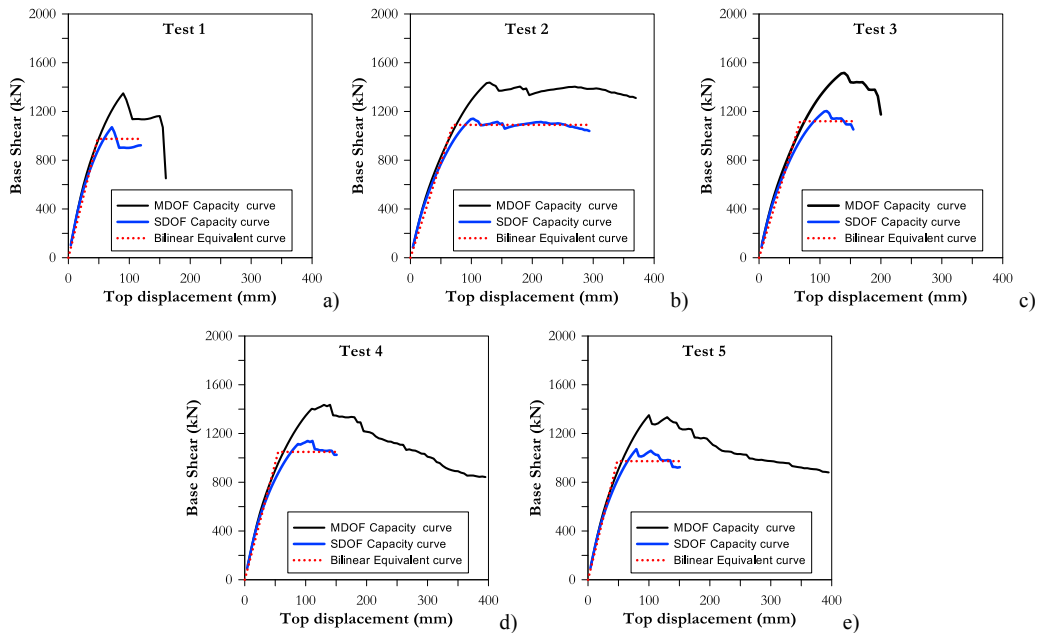 Test 1
Base Shear (kN)
2000
1600
1200
800
400
0
MDOF Capacity curve
SDOF Capacity curve
Bilinear Equivalent curve
0 100 200 300 400
Top displacement (mm)
a)
Test 2
Base Shear (kN)
2000
1600
1200
800
400
0
MDOF Capacity curve
SDOF Capacity curve
Bilinear Equivalent curve
0 100 200 300 400
Top displacement (mm)
b)
Test 3
Base Shear (kN)
2000
1600
1200
800
400
0
MDOF Capacity curve
SDOF Capacity curve
Bilinear Equivalent curve
0 100 200 300 400
Top displacement (mm)
c)
Test 4
Base Shear (kN)
2000
1600
1200
800
400
0
MDOF Capacity curve
SDOF Capacity curve
Bilinear Equivalent curve
0 100 200 300 400
Top displacement (mm)
d)
Test 5
Base Shear (kN)
2000
1600
1200
800
400
0
MDOF Capacity curve
SDOF Capacity curve
Bilinear Equivalent curve
0 100 200 300 400
Top displacement (mm)
e)